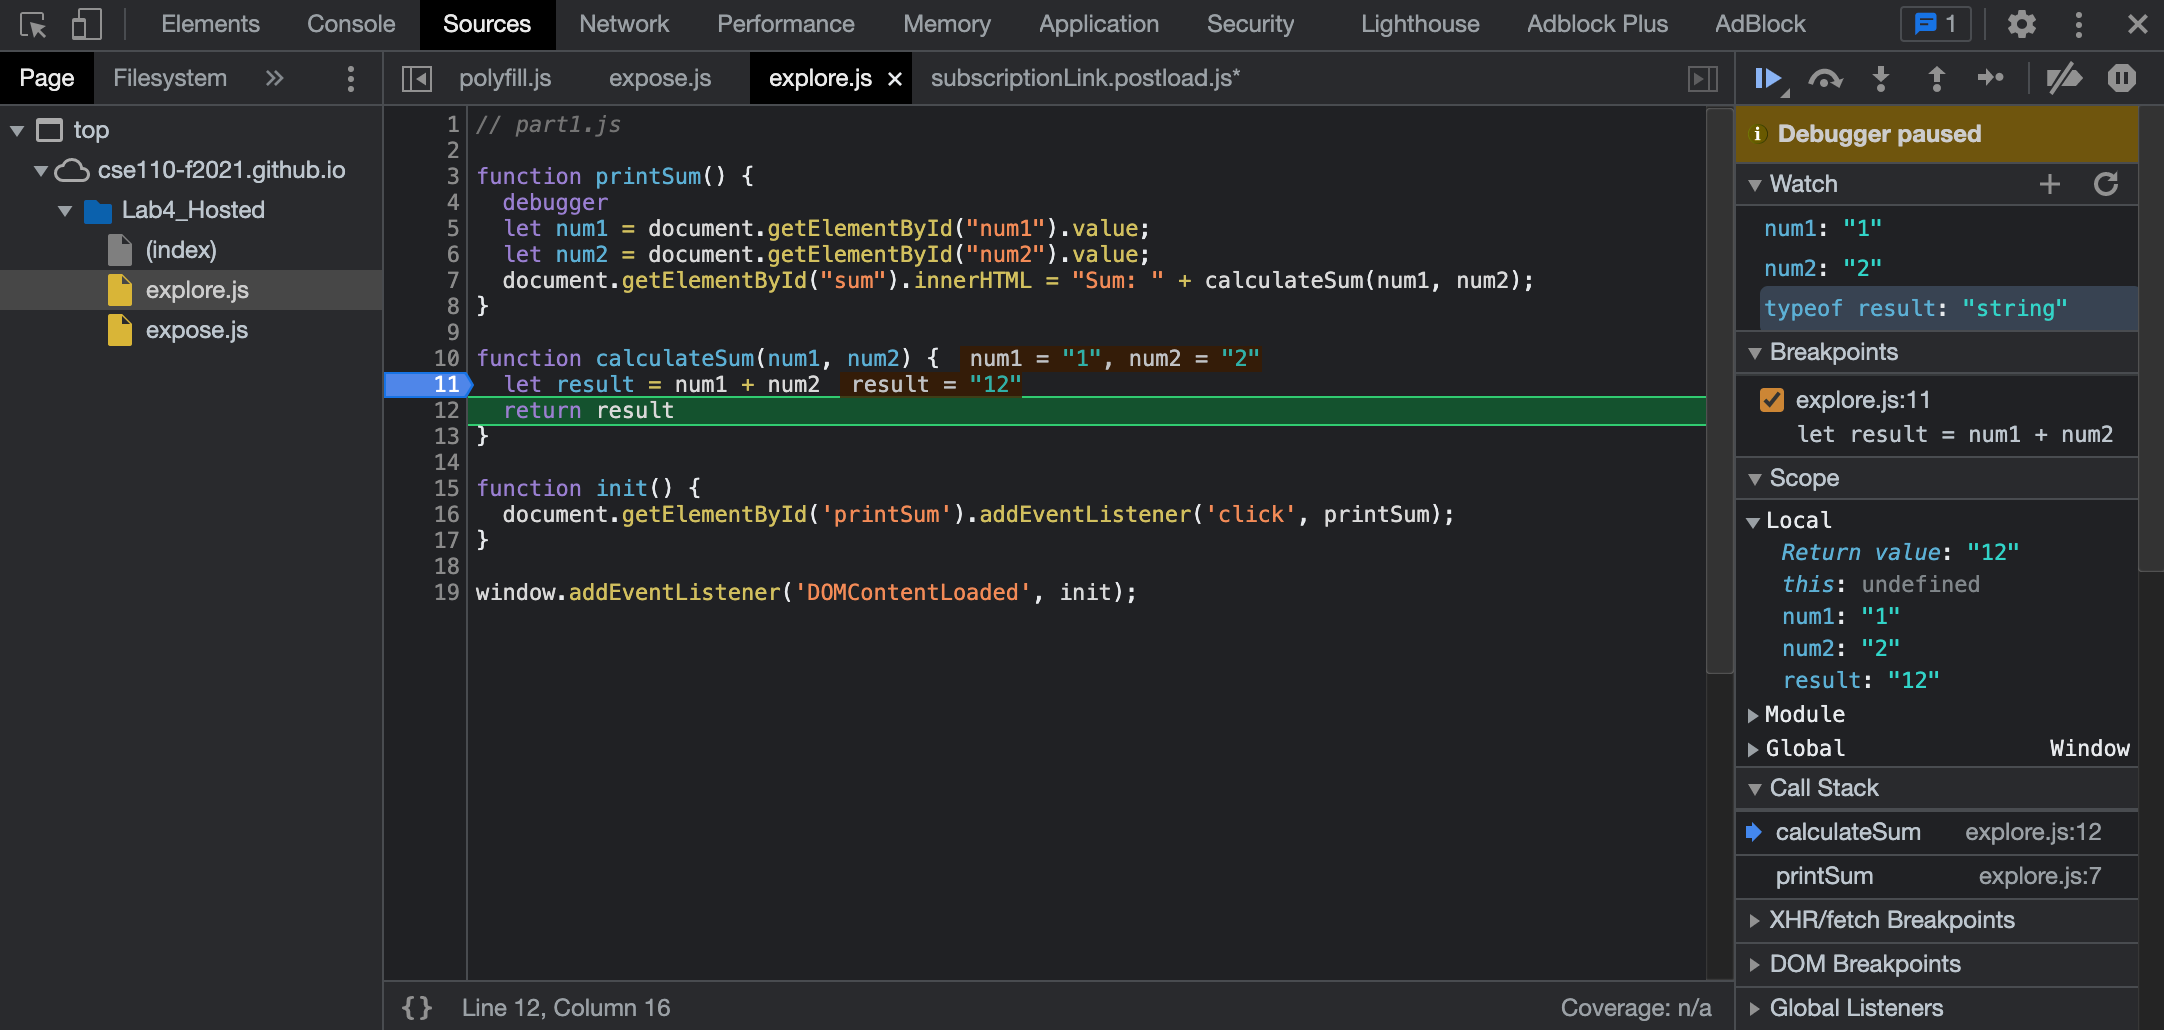 Elements Console Sources Network Performance Memory Application Security Lighthouse Adblock Plus AdBlock 1
Page Filesystem »
polyfill.js expose.js explore.js × subscriptionLink.postload.js*
top
cse110-f2021.github.io
Lab4_Hosted
(index)
explore.js
expose.js
1 // part1.js
2
3 function printSum() {
4 debugger
5 let num1 = document.getElementById("num1").value;
6 let num2 = document.getElementById("num2").value;
7 document.getElementById("sum").innerHTML = "Sum: " + calculateSum(num1, num2);
8 }
9
10 function calculateSum(num1, num2) { num1 = "1", num2 = "2"
11 let result = num1 + num2 result = "12"
12 return result
13 }
14
15 function init() {
16 document.getElementById('printSum').addEventListener('click', printSum);
17 }
18
19 window.addEventListener('DOMContentLoaded', init);
{} Line 12, Column 16 Coverage: n/a
Debugger paused
Watch
num1: "1"
num2: "2"
typeof result: "string"
Breakpoints
explore.js:11
let result = num1 + num2
Scope
Local
Return value: "12"
this: undefined
num1: "1"
num2: "2"
result: "12"
Module
Global Window
Call Stack
calculateSum explore.js:12
printSum explore.js:7
XHR/fetch Breakpoints
DOM Breakpoints
Global Listeners